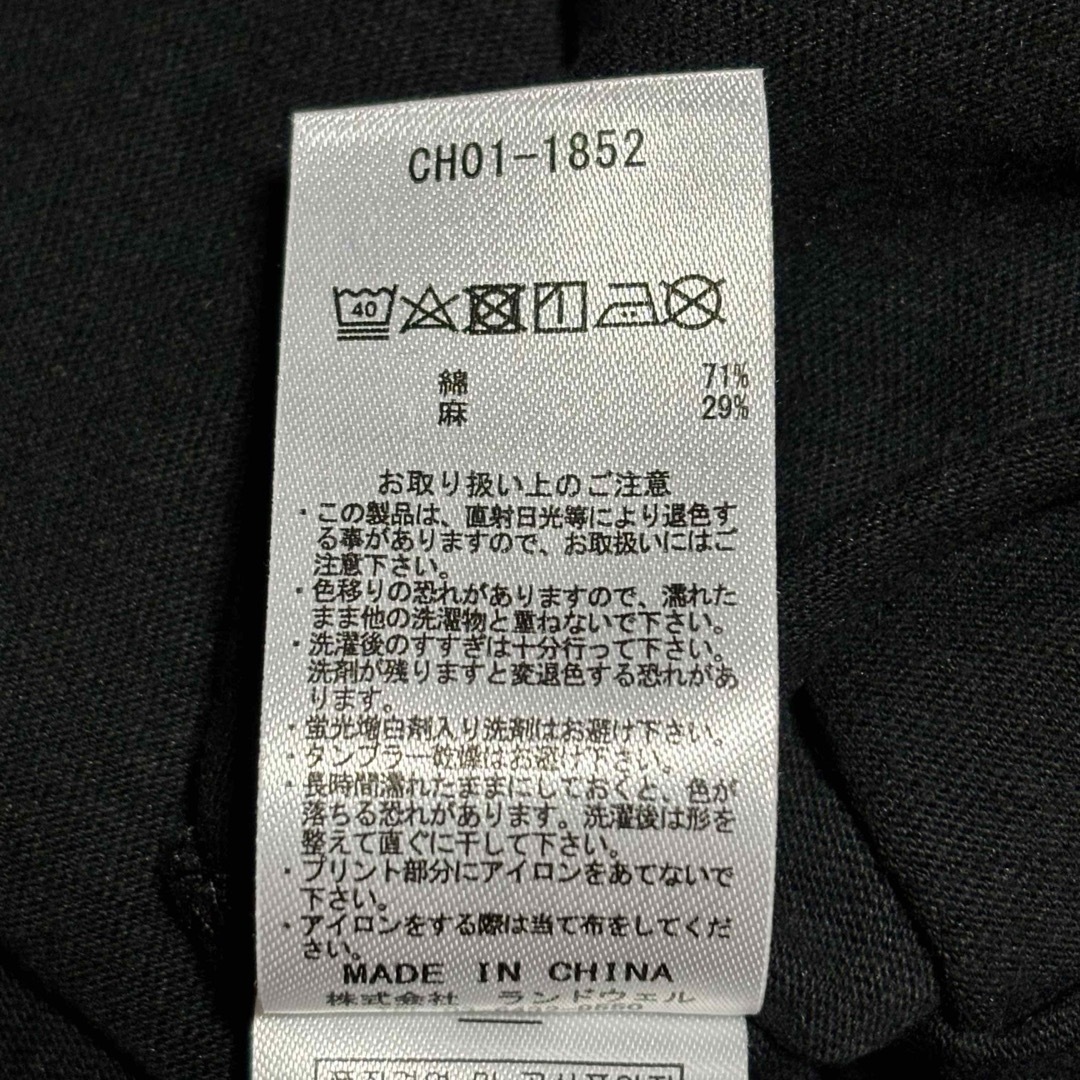 CH01-1852
40
綿 71%
麻 29%
お取り扱い上のご注意
・この製品は、直射日光等により退色す
る事がありますので、お取扱いにはご
注意下さい。
・色移りの恐れがありますので、濡れた
まま他の洗濯物と重ねないで下さい。
・洗濯後のすすぎは十分行って下さい。
洗剤が残りますと変退色する恐れがあ
ります。
・蛍光増白剤入り洗剤はお避け下さい。
・タンブラー乾燥はお避け下さい。
・長時間濡れたままにしておくと、色が
落ちる恐れがあります。洗濯後は形を
整えて直ぐに干して下さい。
・プリント部分にアイロンをあてないで
下さい。
・アイロンをする際は当て布をしてくだ
さい。
MADE IN CHINA
株式会社 ランドウェル